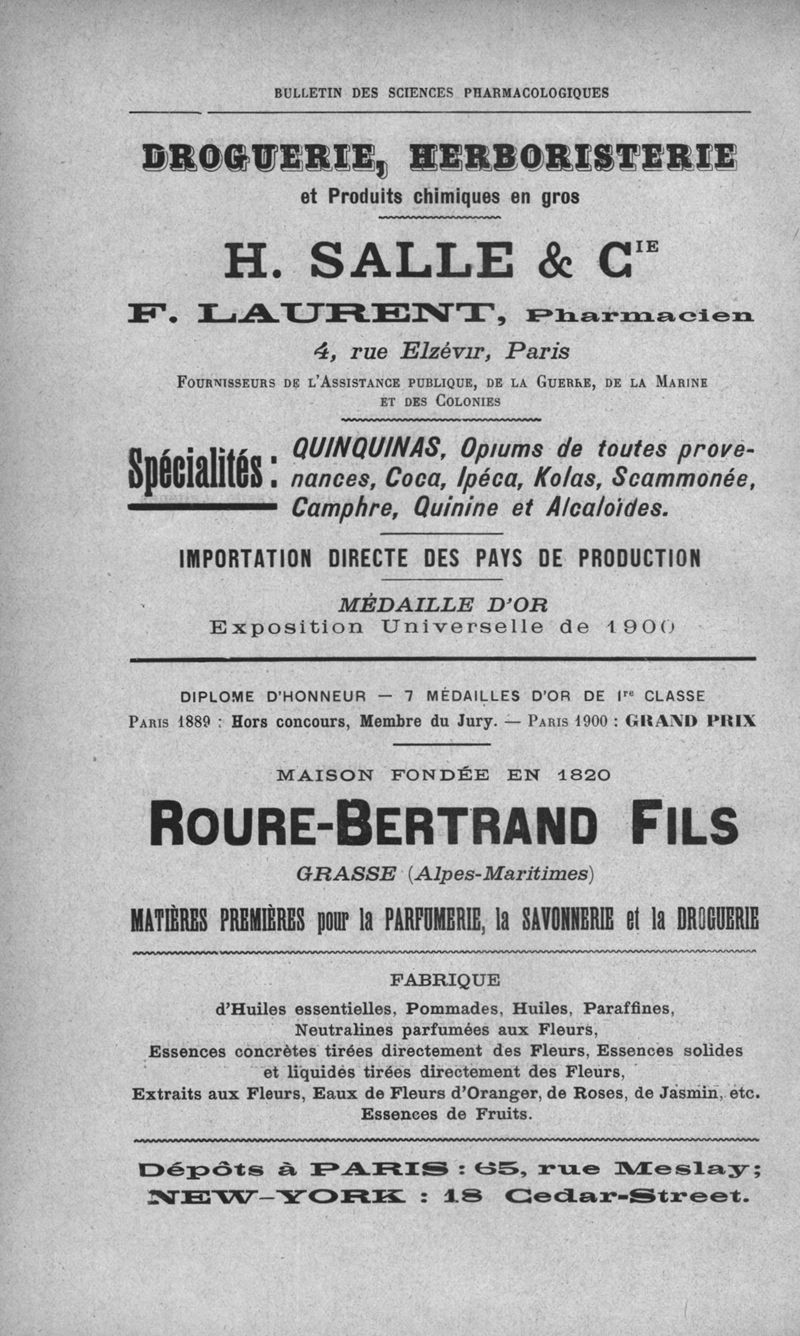 BULLETIN DES SCIENCES PHARMACOLOGIQUES
DROGUERIE, HERBORISTERIE
et Produits chimiques en gros
H. SALLE & CIE
F. LAURENT, Pharmacien
4, rue Elzévir, Paris
FOURNISSEURS DE L'ASSISTANCE PUBLIQUE, DE LA GUERRE, DE LA MARINE
ET DES COLONIES
Spécialités : QUINQUINAS, Opiums de toutes prove-
nances, Coca, Ipéca, Kolas, Scammonée,
Camphre, Quinine et Alcaloïdes.
IMPORTATION DIRECTE DES PAYS DE PRODUCTION
MÉDAILLE D'OR
Exposition Universelle de 1900
DIPLOME D'HONNEUR — 7 MÉDAILLES D'OR DE 1re CLASSE
PARIS 1889 : Hors concours, Membre du Jury. — PARIS 1900 : GRAND PRIX
MAISON FONDÉE EN 1820
ROURE-BERTRAND FILS
GRASSE (Alpes-Maritimes)
MATIÈRES PREMIÈRES pour la PARFUMERIE, la SAVONNERIE et la DROGUERIE
FABRIQUE
d'Huiles essentielles, Pommades, Huiles, Paraffines,
Neutralines parfumées aux Fleurs,
Essences concrètes tirées directement des Fleurs, Essences solides
et liquides tirées directement des Fleurs,
Extraits aux Fleurs, Eaux de Fleurs d'Oranger, de Roses, de Jasmin, etc.
Essences de Fruits.
Dépôts à PARIS : 65, rue Meslay;
NEW-YORK : 18 Cedar-Street.